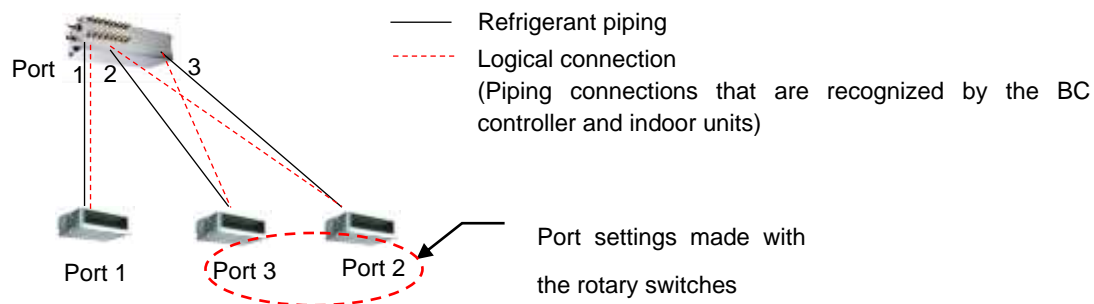 Refrigerant piping
Logical connection
(Piping connections that are recognized by the BC
controller and indoor units)
Port 1 2 3
Port 1
Port 3
Port 2
Port settings made with
the rotary switches